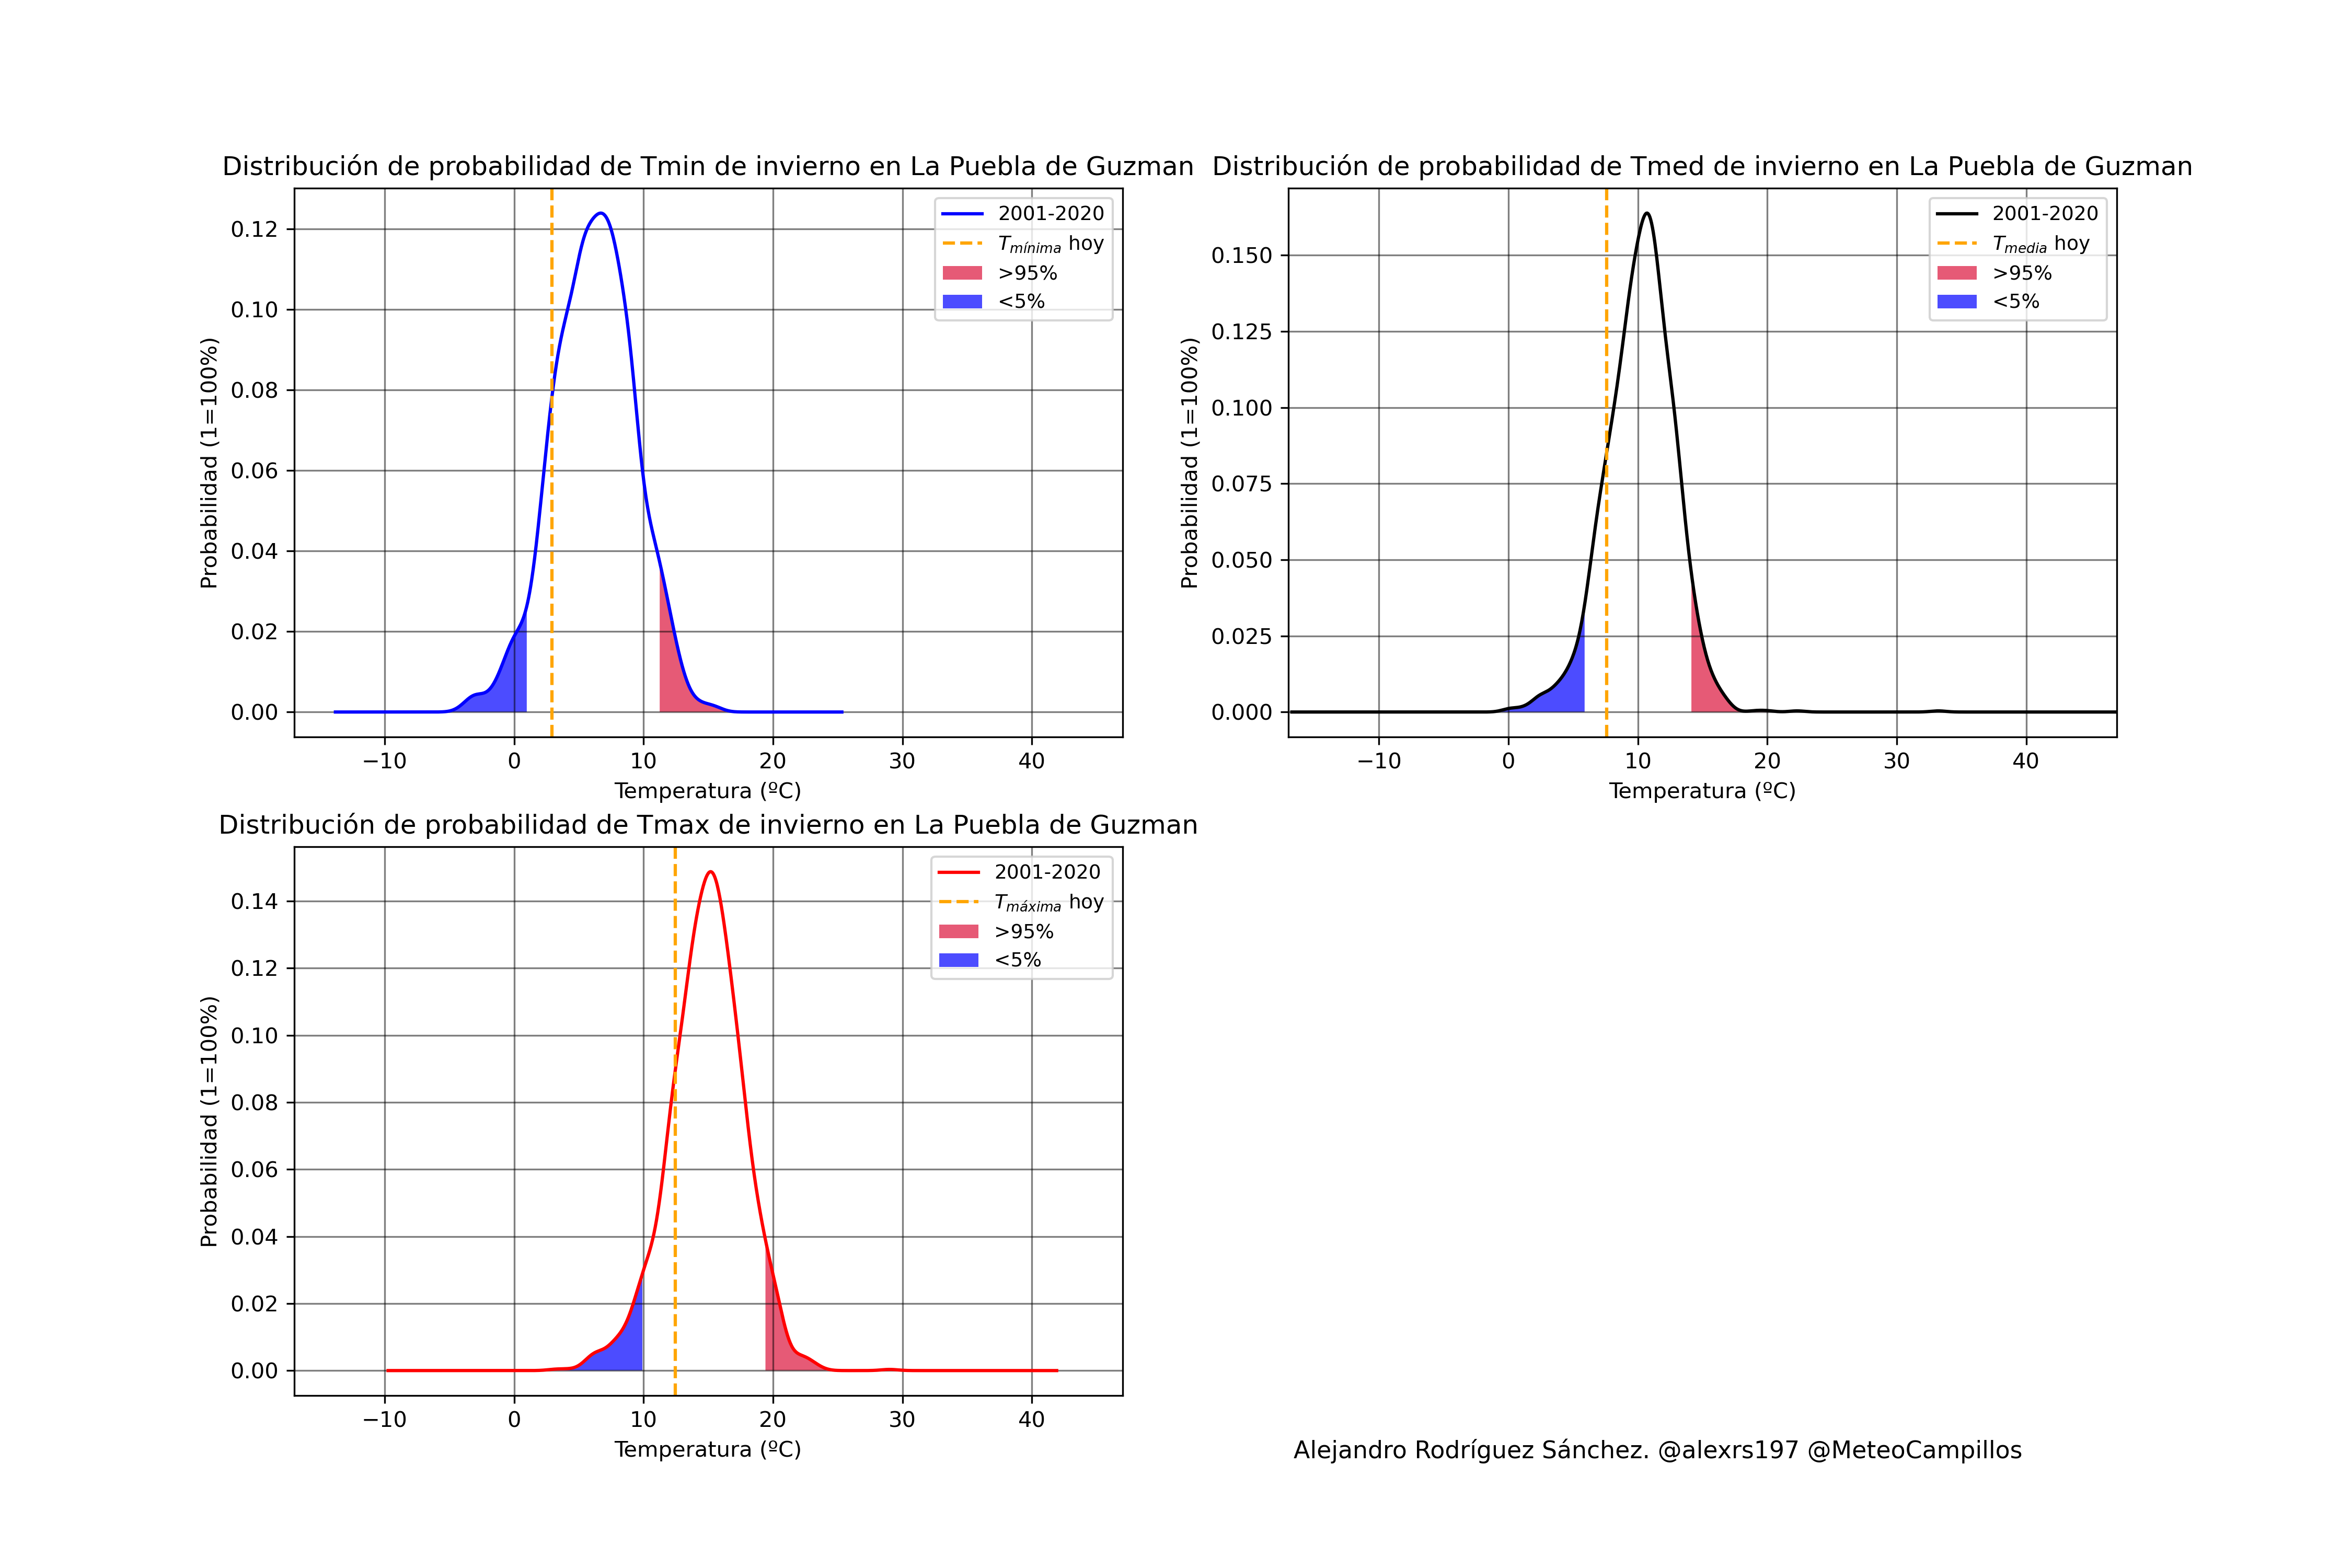 Distribución de probabilidad de Tmin de invierno en La Puebla de Guzman
0.12
0.10
0.08
0.06
0.04
0.02
0.00
Probabilidad (1=100%)
2001-2020
Tmínima hoy
>95%
<5%
−10 0 10 20 30 40
Temperatura (ºC)
Distribución de probabilidad de Tmed de invierno en La Puebla de Guzman
0.150
0.125
0.100
0.075
0.050
0.025
0.000
Probabilidad (1=100%)
2001-2020
Tmedia hoy
>95%
<5%
−10 0 10 20 30 40
Temperatura (ºC)
Distribución de probabilidad de Tmax de invierno en La Puebla de Guzman
0.14
0.12
0.10
0.08
0.06
0.04
0.02
0.00
Probabilidad (1=100%)
2001-2020
Tmáxima hoy
>95%
<5%
−10 0 10 20 30 40
Temperatura (ºC)
Alejandro Rodríguez Sánchez. @alexrs197 @MeteoCampillos